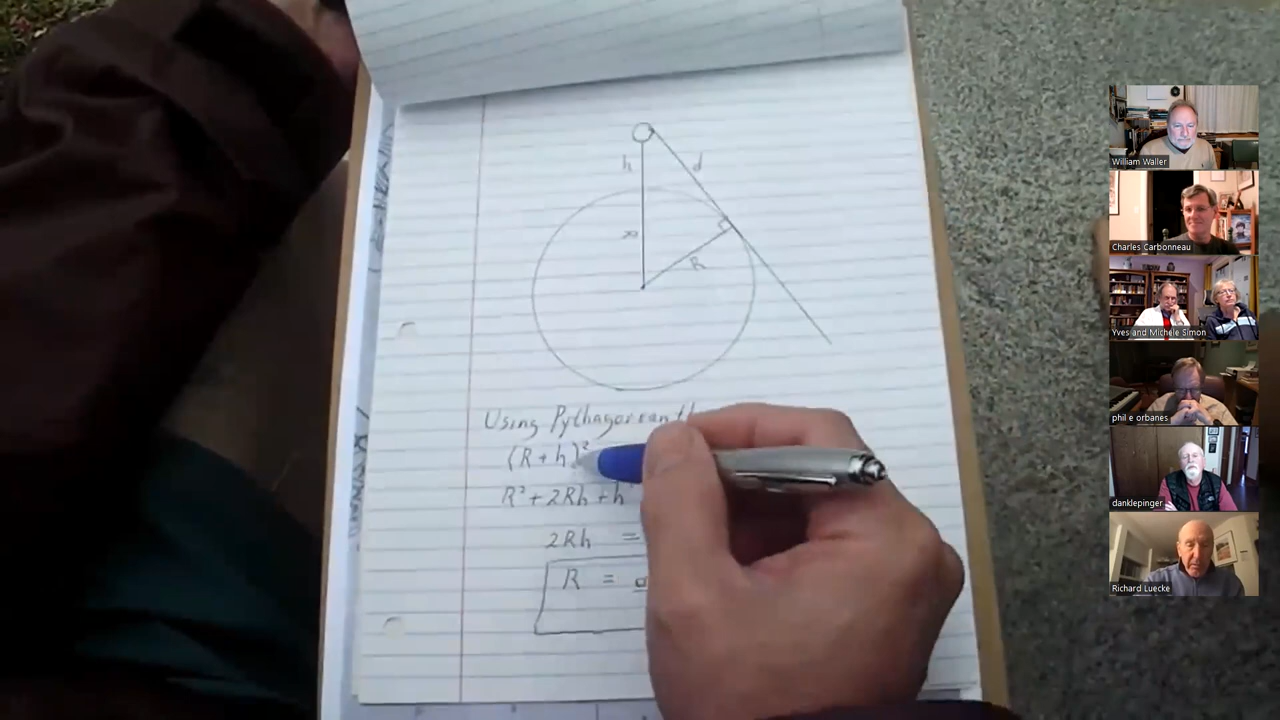 h
d
R
R
Using Pythagorean th
(R+h)²
R²+2Rh+h²
2Rh =
R = d
William Waller
Charles Carbonneau
Yves and Michele Simon
phil e orbanes
danklepinger
Richard Luecke